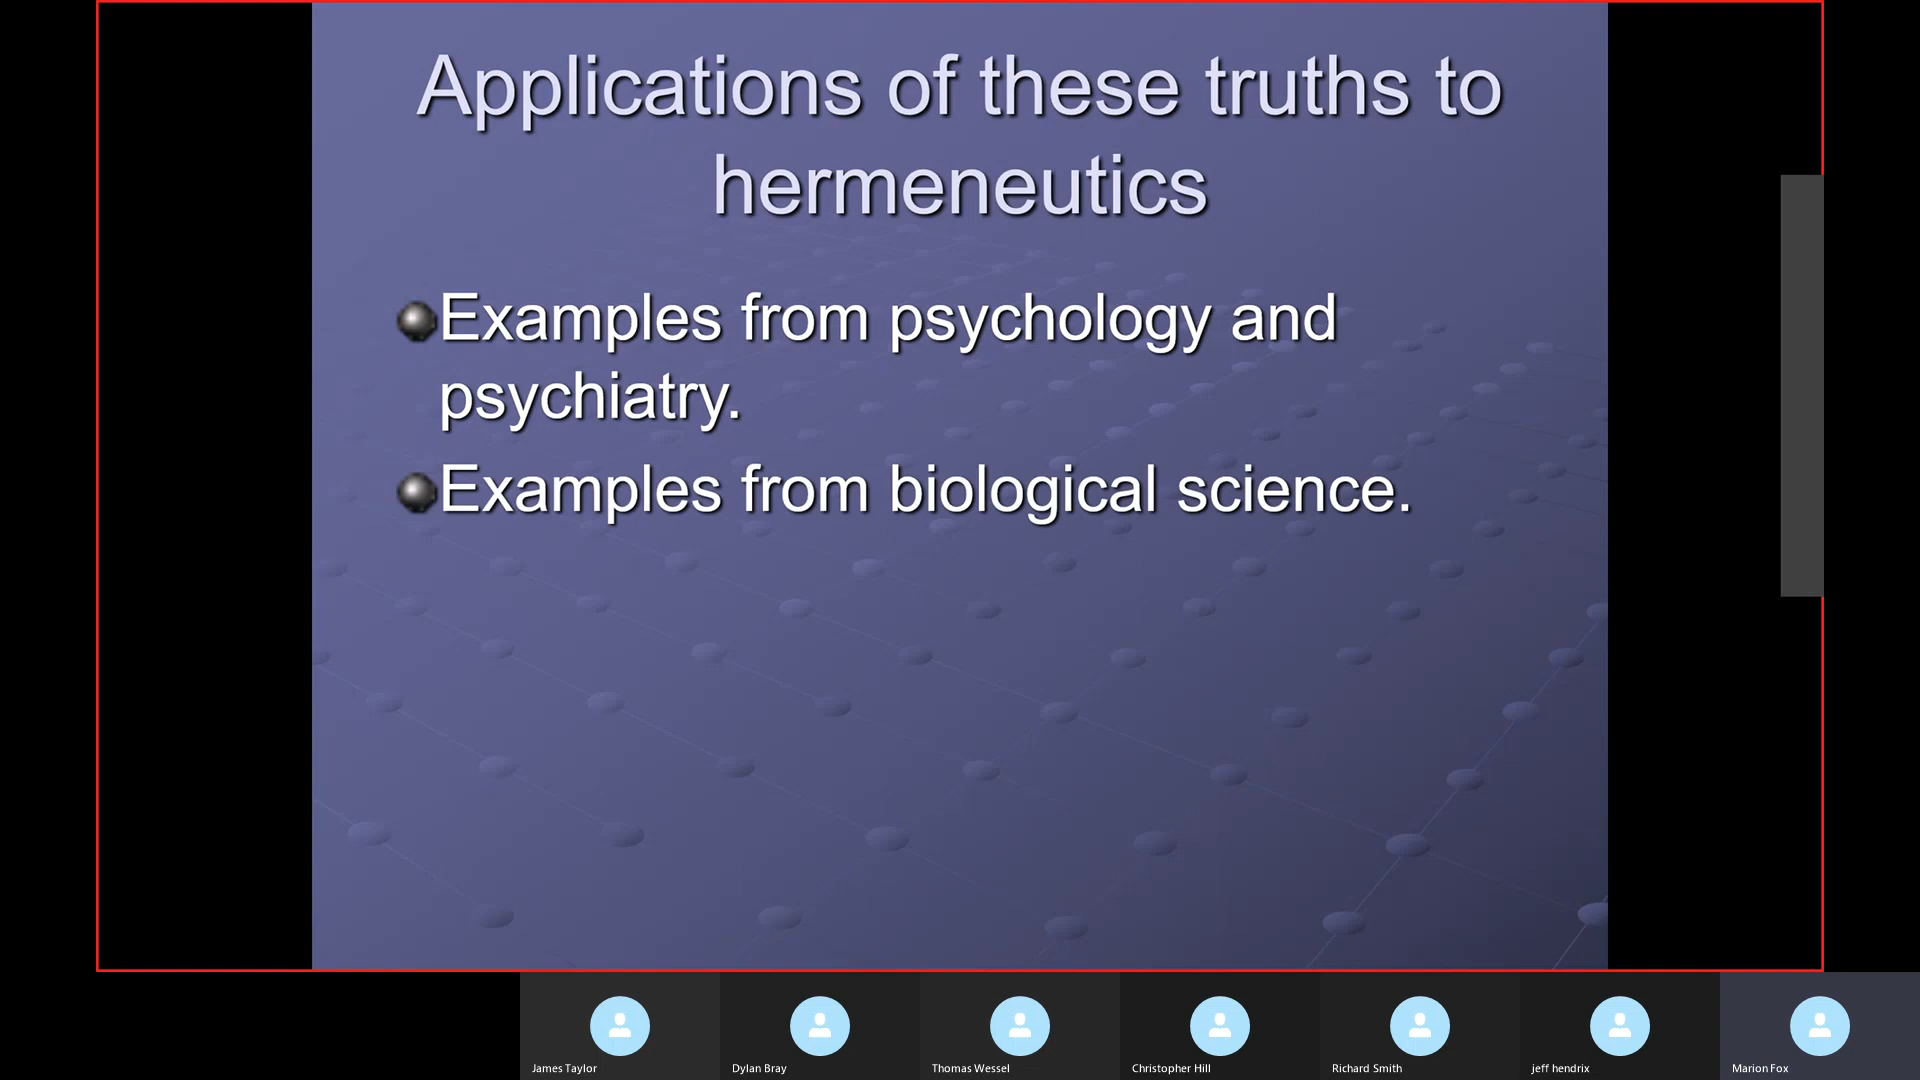 Applications of these truths to
hermeneutics
Examples from psychology and
psychiatry.
Examples from biological science.
James Taylor
Dylan Bray
Thomas Wessel
Christopher Hill
Richard Smith
jeff hendrix
Marion Fox